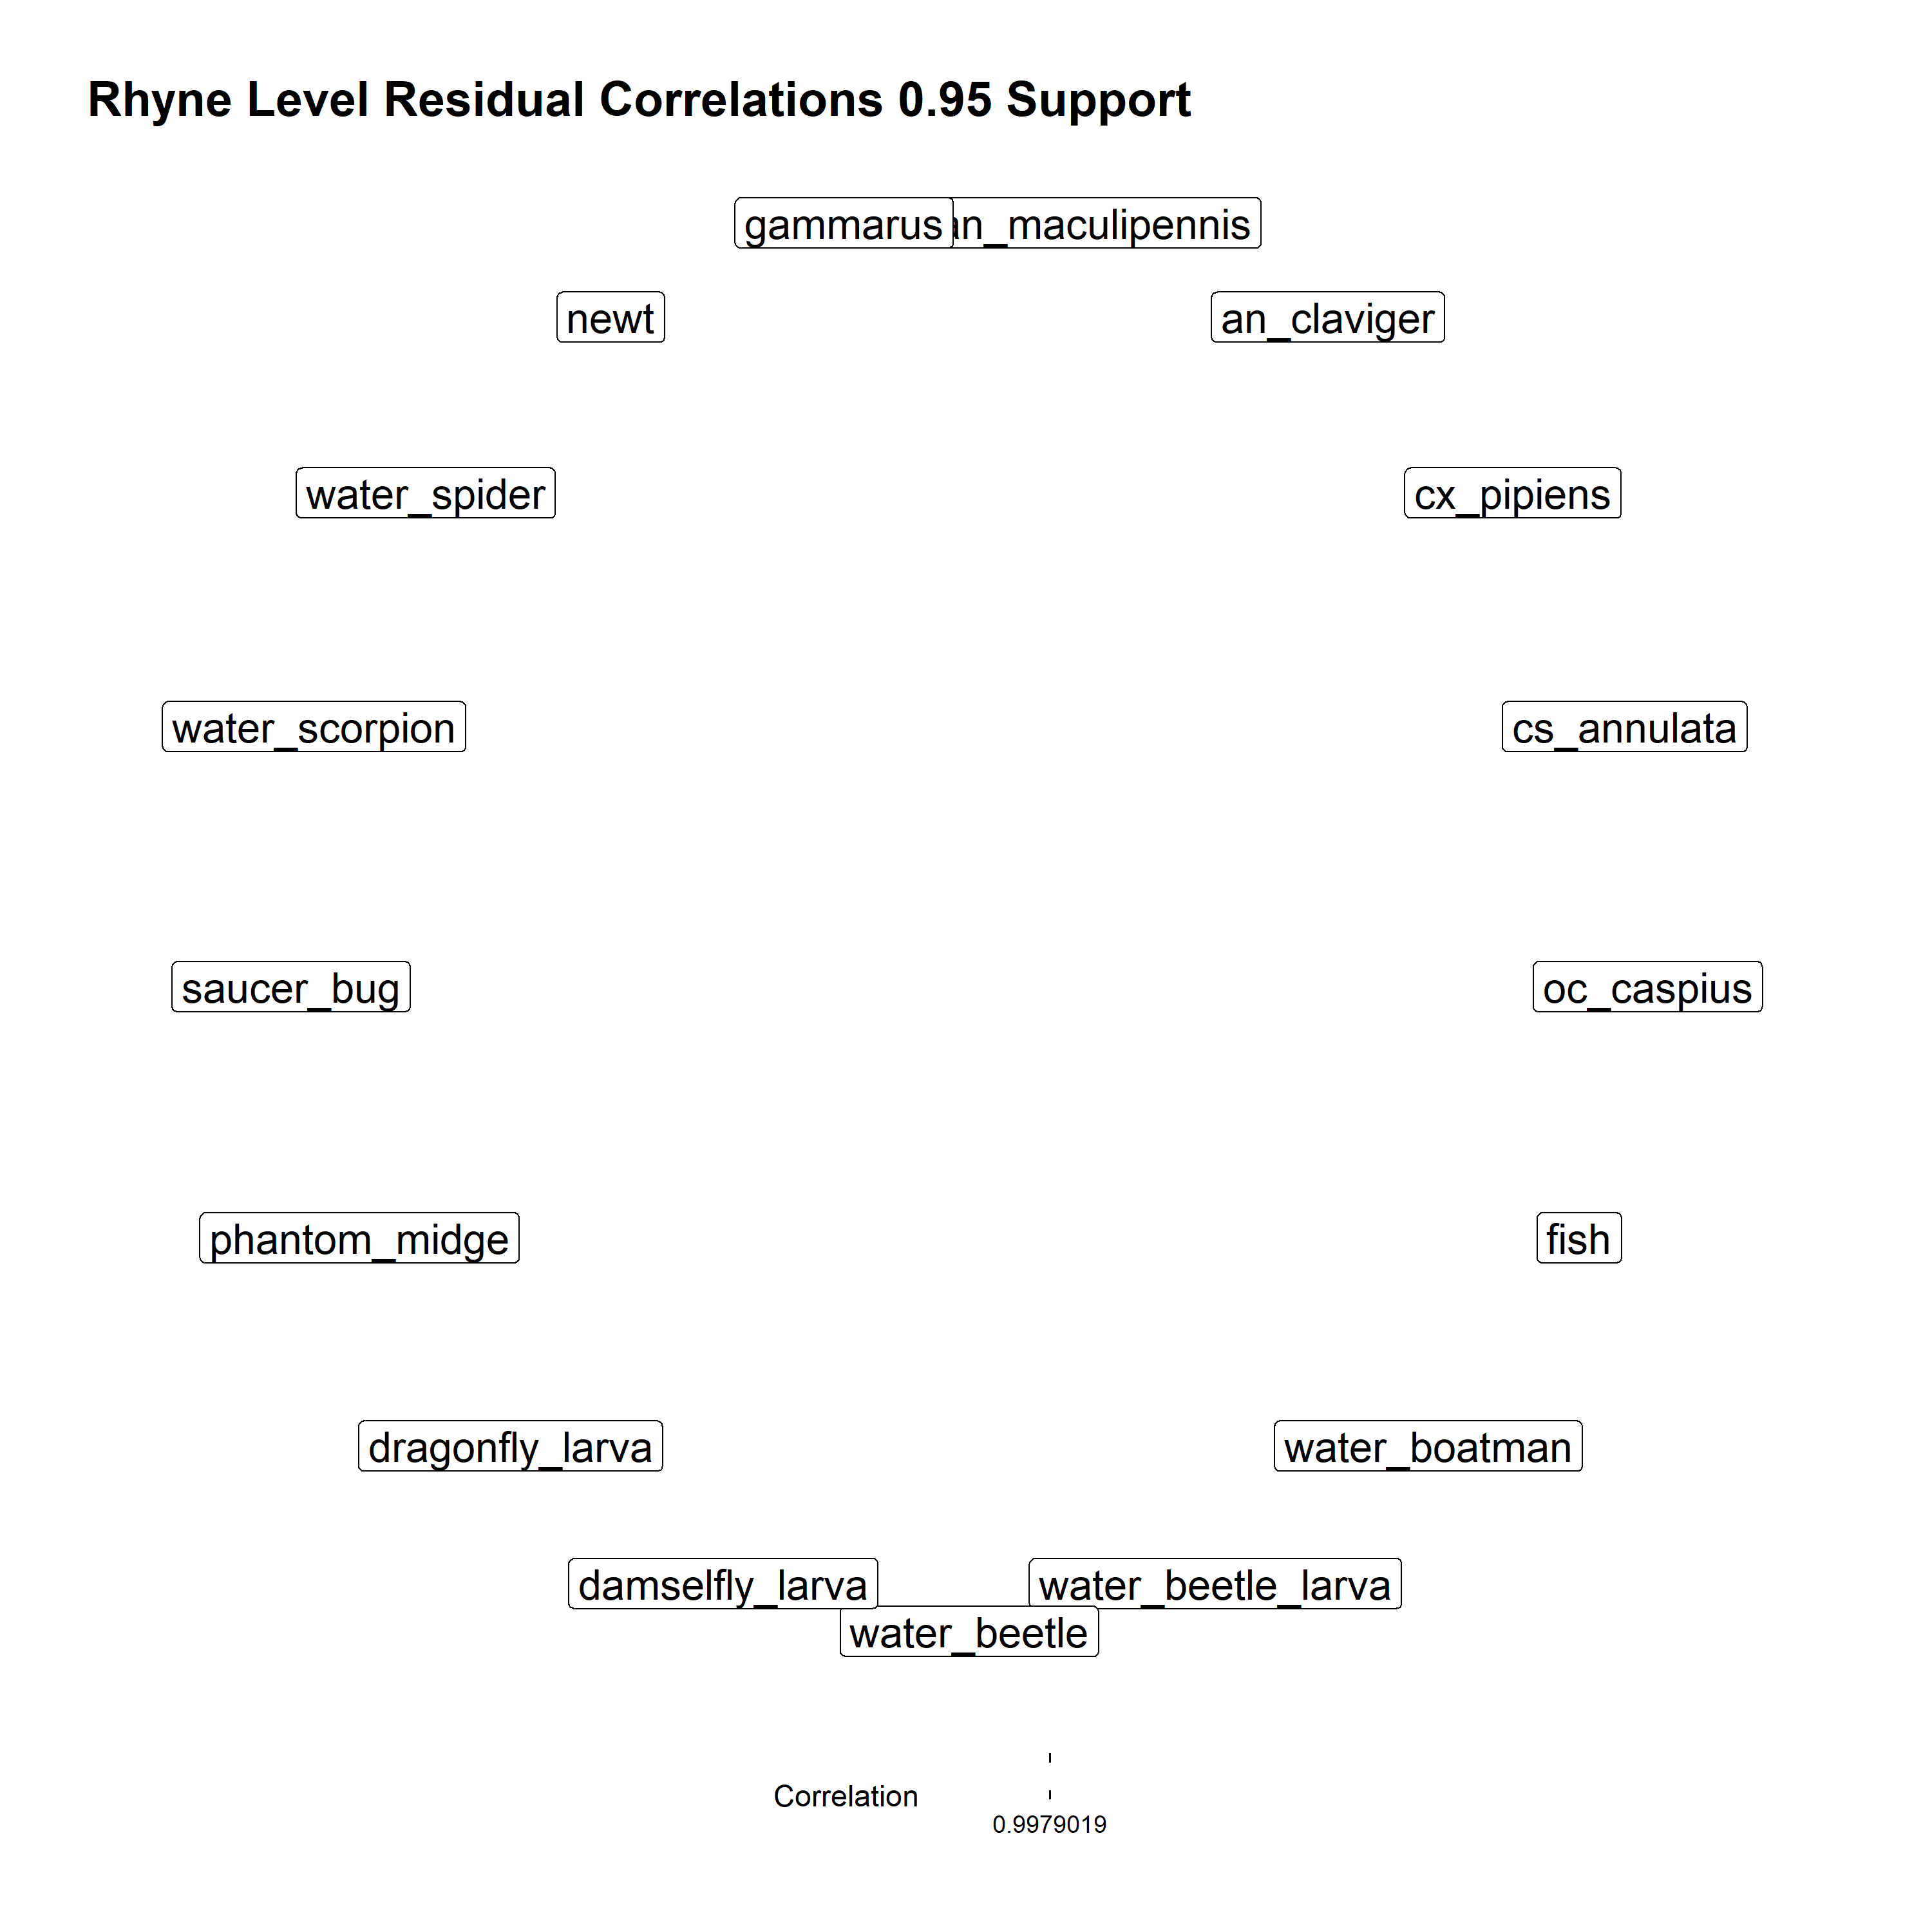 Rhyne Level Residual Correlations 0.95 Support
gammarus
an_maculipennis
newt
an_claviger
water_spider
cx_pipiens
water_scorpion
cs_annulata
saucer_bug
oc_caspius
phantom_midge
fish
dragonfly_larva
water_boatman
damselfly_larva
water_beetle_larva
water_beetle
Correlation
0.9979019